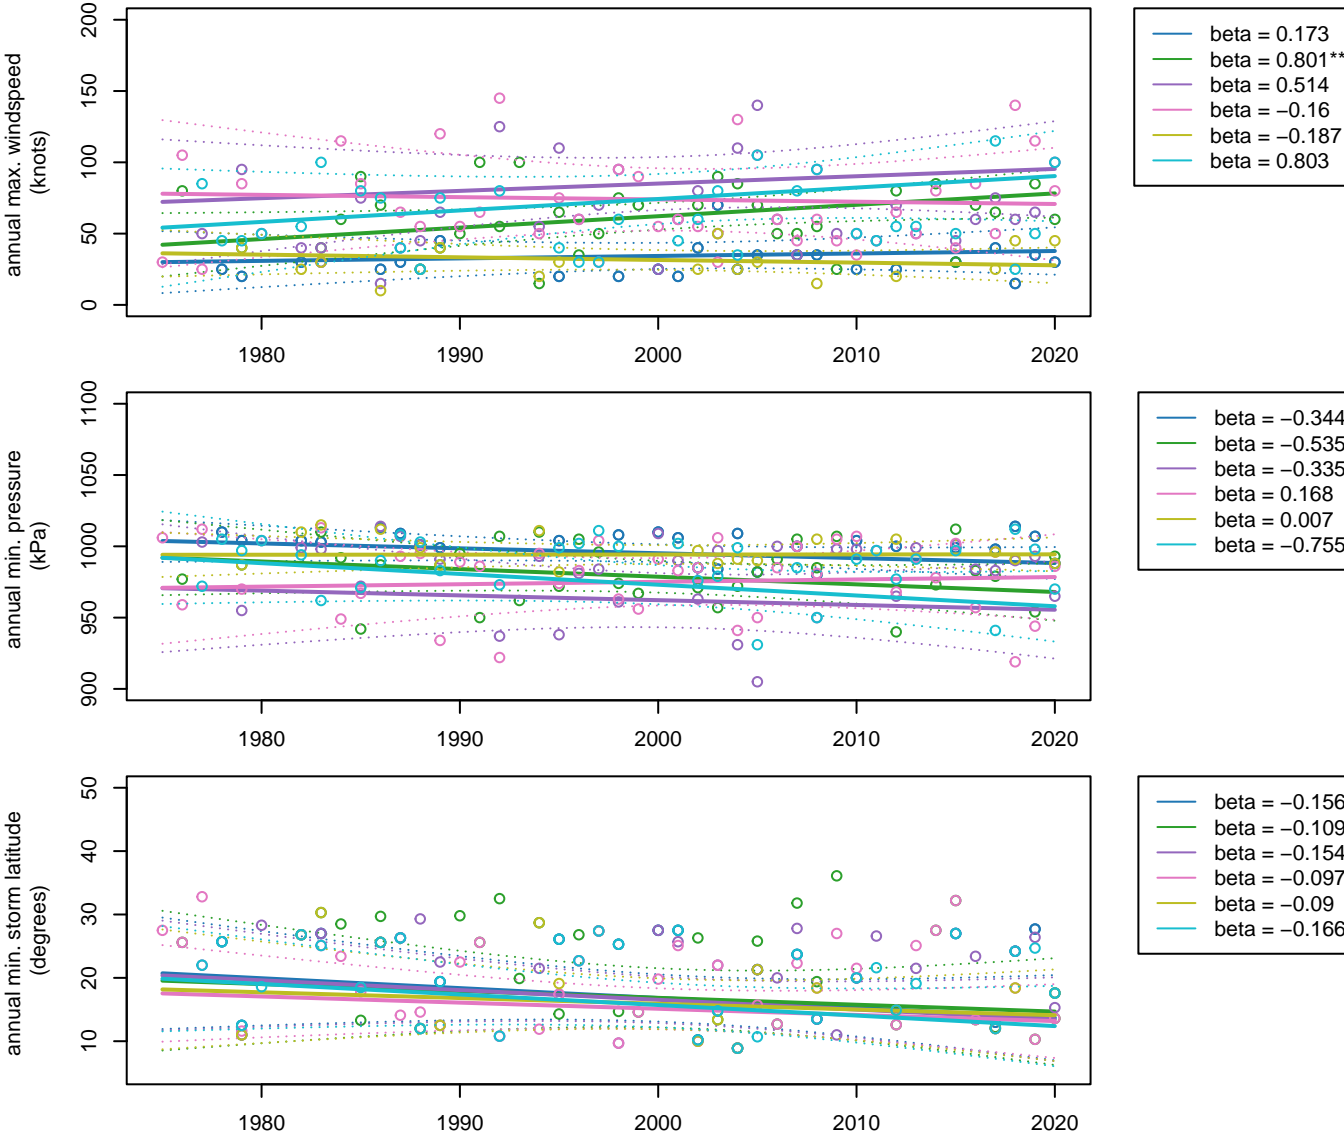 annual max. windspeed
(knots)
200
150
100
50
0
1980 1990 2000 2010 2020
beta = 0.173
beta = 0.801**
beta = 0.514
beta = −0.16
beta = −0.187
beta = 0.803
annual min. pressure
(kPa)
1100
1050
1000
950
900
1980 1990 2000 2010 2020
beta = −0.344
beta = −0.535
beta = −0.335
beta = 0.168
beta = 0.007
beta = −0.755
annual min. storm latitude
(degrees)
50
40
30
20
10
1980 1990 2000 2010 2020
beta = −0.156
beta = −0.109
beta = −0.154
beta = −0.097
beta = −0.09
beta = −0.166